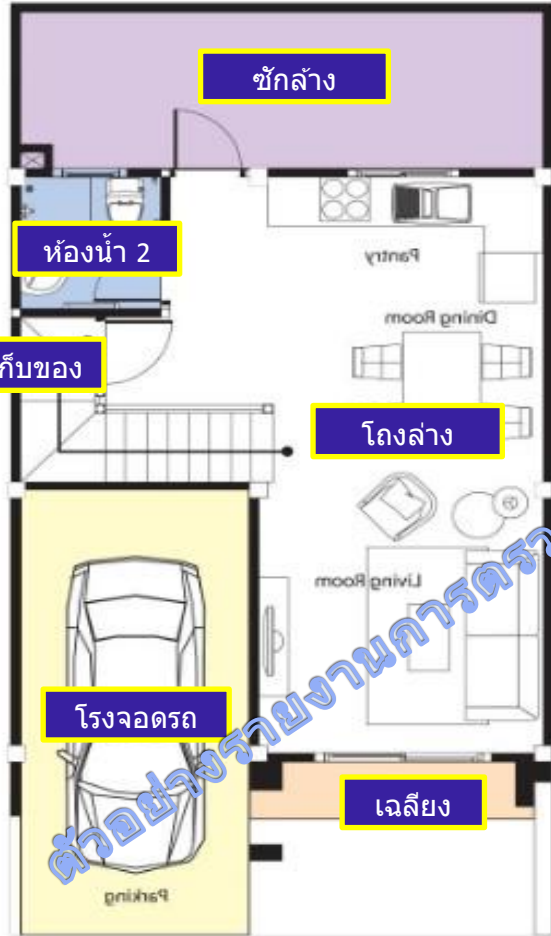 ซักล้าง
ห้องน้ำ 2
Pantry
Dining Room
ก็บของ
โถงล่าง
Living Room
โรงจอดรถ
เฉลียง
Parking
ตัวอย่างรายงานการตรว